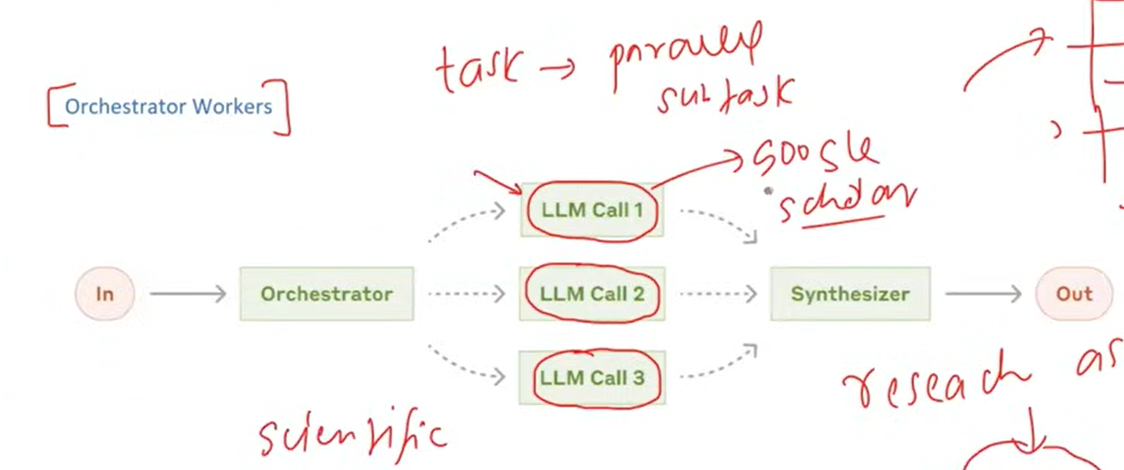 task → parallel
subtask
[Orchestrator Workers]
Google
scholar
LLM Call 1
In
Orchestrator
LLM Call 2
Synthesizer
Out
LLM Call 3
reseach as
scientific